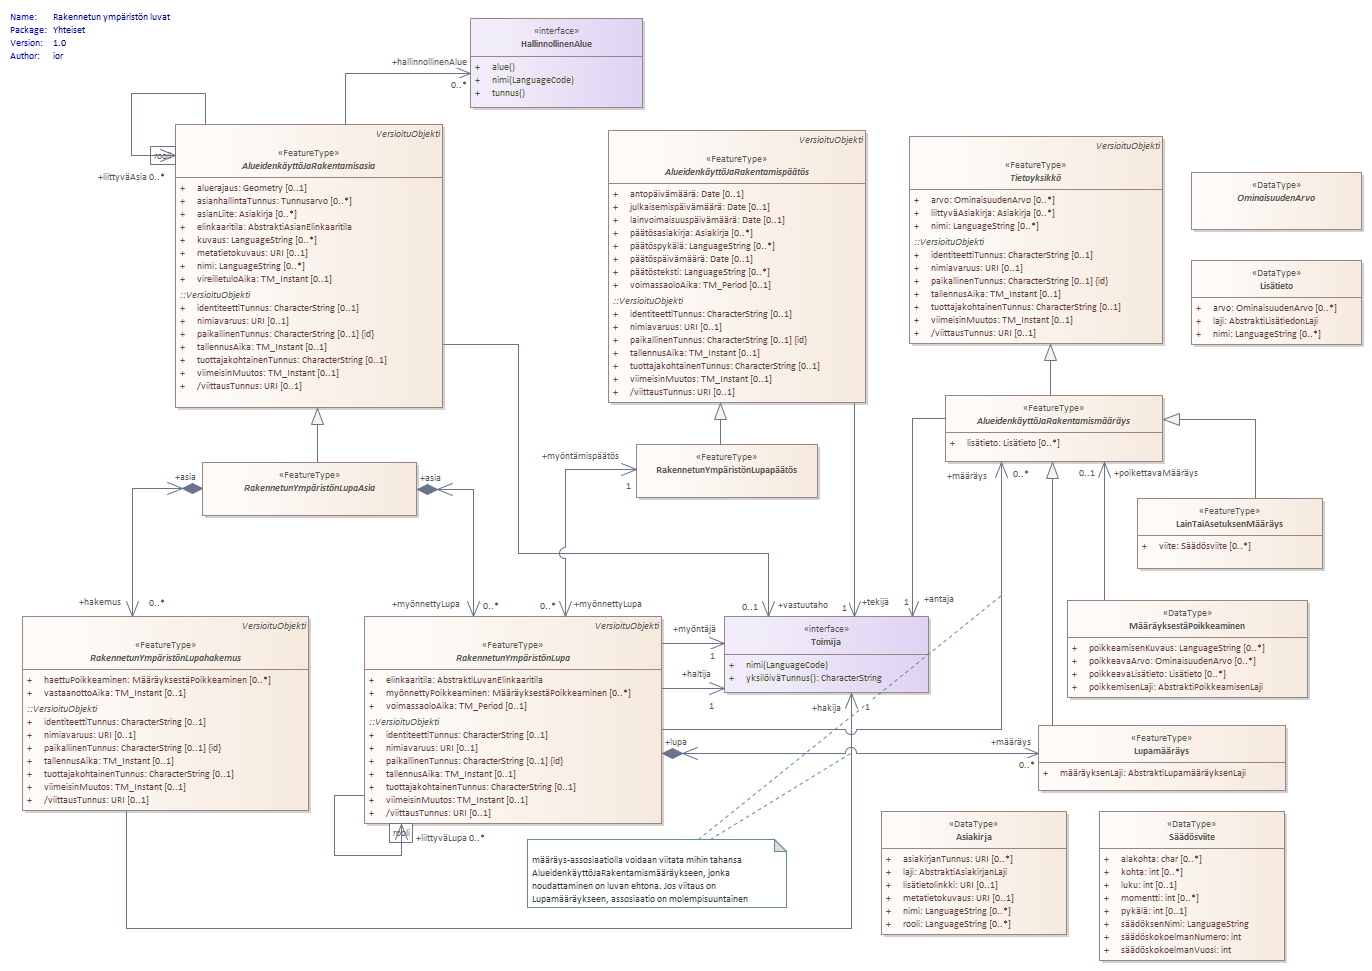 Name: Rakennetun ympäristön luvat
Package: Yhteiset
Version: 1.0
Author: ior
«interface»
HallinnollinenAlue
+ alue()
+ nimi(LanguageCode)
+ tunnus()
+hallinnollinenAlue
0..*
VersioituObjekti
«FeatureType»
AlueidenkäyttöJaRakentamisasia
+ aluerajaus: Geometry [0..1]
+ asianhallintaTunnus: Tunnusarvo [0..*]
+ asianLiite: Asiakirja [0..*]
+ elinkaaritila: AbstraktiAsianElinkaaritila
+ kuvaus: LanguageString [0..*]
+ metatietokuvaus: URI [0..1]
+ nimi: LanguageString [0..*]
+ vireilletuloAika: TM_Instant [0..1]
::VersioituObjekti
+ identiteettiTunnus: CharacterString [0..1]
+ nimiavaruus: URI [0..1]
+ paikallinenTunnus: CharacterString [0..1] {id}
+ tallennusAika: TM_Instant [0..1]
+ tuottajakohtainenTunnus: CharacterString [0..1]
+ viimeisinMuutos: TM_Instant [0..1]
+ /viittausTunnus: URI [0..1]
rooli
+liittyväAsia 0..*
VersioituObjekti
«FeatureType»
AlueidenkäyttöJaRakentamispäätös
+ antopäivämäärä: Date [0..1]
+ julkaisemispäivämäärä: Date [0..1]
+ lainvoimaisuuspäivämäärä: Date [0..1]
+ päätösasiakirja: Asiakirja [0..*]
+ päätöspykälä: LanguageString [0..*]
+ päätöspäivämäärä: Date [0..1]
+ päätösteksti: LanguageString [0..*]
+ voimassaoloAika: TM_Period [0..1]
::VersioituObjekti
+ identiteettiTunnus: CharacterString [0..1]
+ nimiavaruus: URI [0..1]
+ paikallinenTunnus: CharacterString [0..1] {id}
+ tallennusAika: TM_Instant [0..1]
+ tuottajakohtainenTunnus: CharacterString [0..1]
+ viimeisinMuutos: TM_Instant [0..1]
+ /viittausTunnus: URI [0..1]
VersioituObjekti
«FeatureType»
Tietoyksikkö
+ arvo: OminaisuudenArvo [0..*]
+ liittyväAsiakirja: Asiakirja [0..*]
+ nimi: LanguageString [0..*]
::VersioituObjekti
+ identiteettiTunnus: CharacterString [0..1]
+ nimiavaruus: URI [0..1]
+ paikallinenTunnus: CharacterString [0..1] {id}
+ tallennusAika: TM_Instant [0..1]
+ tuottajakohtainenTunnus: CharacterString [0..1]
+ viimeisinMuutos: TM_Instant [0..1]
+ /viittausTunnus: URI [0..1]
«DataType»
OminaisuudenArvo
«DataType»
Lisätieto
+ arvo: OminaisuudenArvo [0..*]
+ laji: AbstraktiLisätiedonLaji
+ nimi: LanguageString [0..*]
«FeatureType»
AlueidenkäyttöJaRakentamismääräys
+ lisätieto: Lisätieto [0..*]
«FeatureType»
RakennetunYmpäristönLupaAsia
+asia
+asia
«FeatureType»
RakennetunYmpäristönLupapäätös
+myöntämispäätös
1
+määräys
0..*
0..1
+poikettavaMääräys
«FeatureType»
LainTaiAsetuksenMääräys
+ viite: Säädösviite [0..*]
+hakemus
0..*
+myönnettyLupa
0..*
0..*
+myönnettyLupa
0..1
+vastuutaho
1
+tekijä
1
+antaja
VersioituObjekti
«FeatureType»
RakennetunYmpäristönLupahakemus
+ haettuPoikkeaminen: MääräyksestäPoikkeaminen [0..*]
+ vastaanottoAika: TM_Instant [0..1]
::VersioituObjekti
+ identiteettiTunnus: CharacterString [0..1]
+ nimiavaruus: URI [0..1]
+ paikallinenTunnus: CharacterString [0..1] {id}
+ tallennusAika: TM_Instant [0..1]
+ tuottajakohtainenTunnus: CharacterString [0..1]
+ viimeisinMuutos: TM_Instant [0..1]
+ /viittausTunnus: URI [0..1]
VersioituObjekti
«FeatureType»
RakennetunYmpäristönLupa
+ elinkaaritila: AbstraktiLuvanElinkaaritila
+ myönnettyPoikkeaminen: MääräyksestäPoikkeaminen [0..*]
+ voimassaoloAika: TM_Period [0..1]
::VersioituObjekti
+ identiteettiTunnus: CharacterString [0..1]
+ nimiavaruus: URI [0..1]
+ paikallinenTunnus: CharacterString [0..1] {id}
+ tallennusAika: TM_Instant [0..1]
+ tuottajakohtainenTunnus: CharacterString [0..1]
+ viimeisinMuutos: TM_Instant [0..1]
+ /viittausTunnus: URI [0..1]
rooli
+liittyväLupa 0..*
+myöntäjä
1
+haltija
1
«interface»
Toimija
+ nimi(LanguageCode)
+ yksilöiväTunnus(): CharacterString
+hakija
1
+lupa
+määräys
0..*
«DataType»
MääräyksestäPoikkeaminen
+ poikkeamisenKuvaus: LanguageString [0..*]
+ poikkeavaArvo: OminaisuudenArvo [0..*]
+ poikkeavaLisätieto: Lisätieto [0..*]
+ poikkemisenLaji: AbstraktiPoikkeamisenLaji
«FeatureType»
Lupamääräys
+ määräyksenLaji: AbstraktiLupamääräyksenLaji
määräys-assosiaatiolla voidaan viitata mihin tahansa
AlueidenkäyttöJaRakentamismääräykseen, jonka
noudattaminen on luvan ehtona. Jos viitaus on
Lupamääräykseen, assosiaatio on molempisuuntainen
«DataType»
Asiakirja
+ asiakirjanTunnus: URI [0..*]
+ laji: AbstraktiAsiakirjanLaji
+ lisätietolinkki: URI [0..1]
+ metatietokuvaus: URI [0..1]
+ nimi: LanguageString [0..*]
+ rooli: LanguageString [0..*]
«DataType»
Säädösviite
+ alakohta: char [0..*]
+ kohta: int [0..*]
+ luku: int [0..1]
+ momentti: int [0..*]
+ pykälä: int [0..1]
+ säädöksenNimi: LanguageString
+ säädöskokoelmanNumero: int
+ säädöskokoelmanVuosi: int